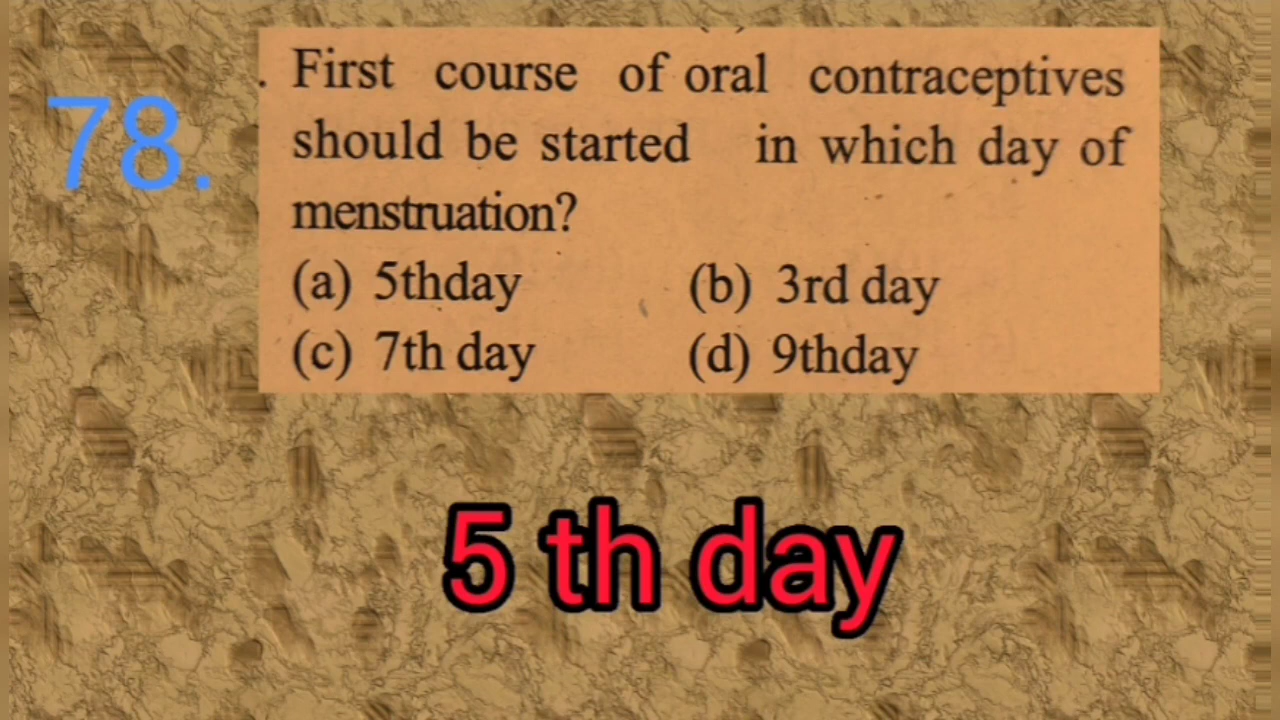 78.
. First course of oral contraceptives
should be started in which day of
menstruation?
(a) 5thday (b) 3rd day
(c) 7th day (d) 9thday
5 th day